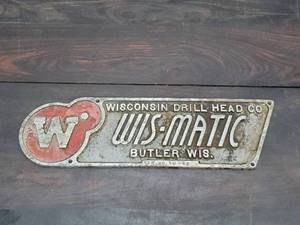 WISCONSIN DRILL HEAD CO
W
WIS-MATIC
BUTLER, WIS.